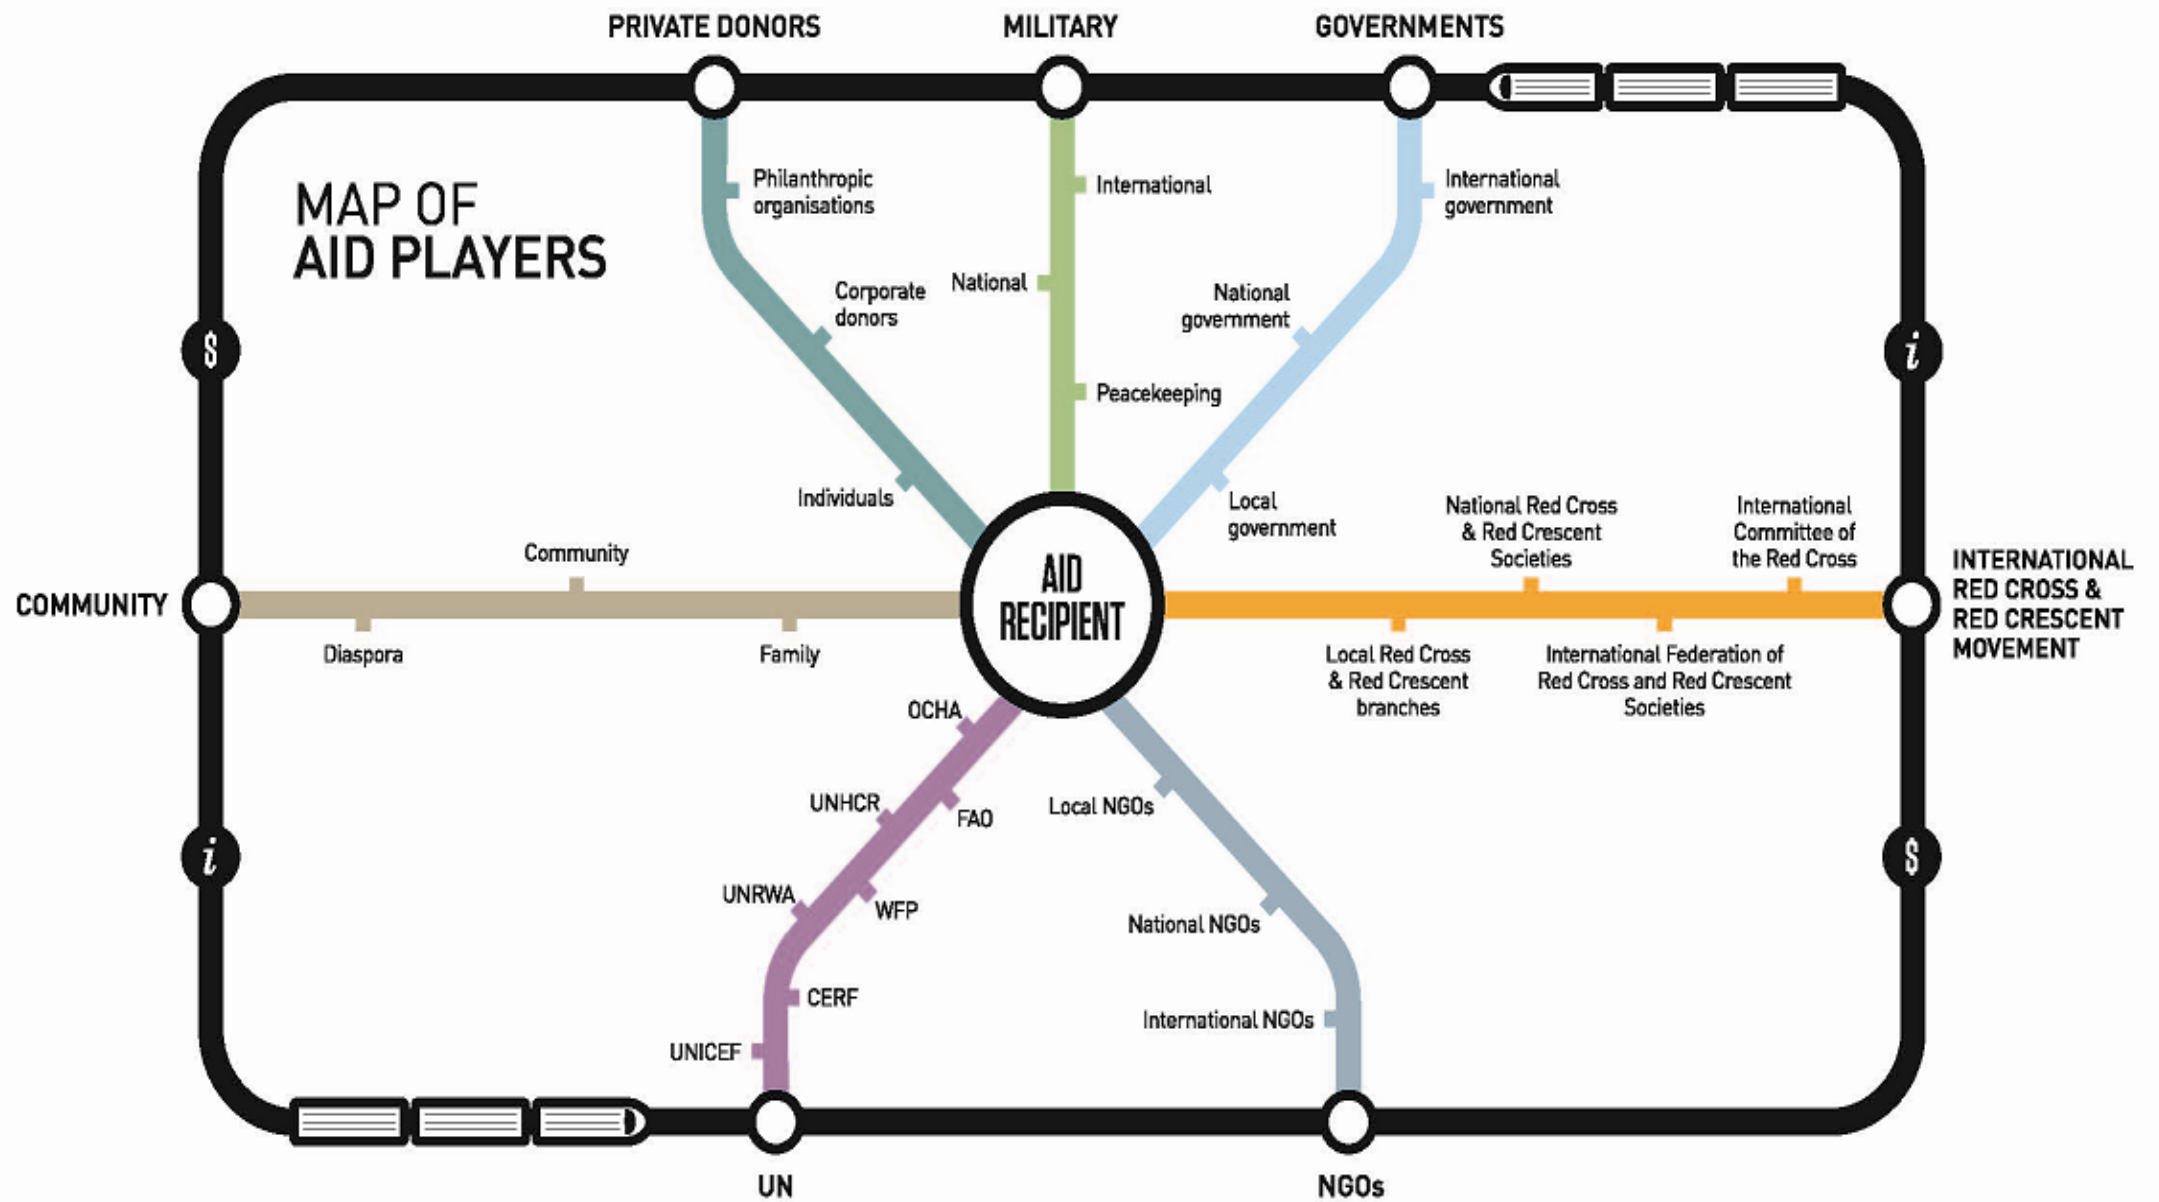 PRIVATE DONORS
MILITARY
GOVERNMENTS
MAP OF
AID PLAYERS
Philanthropic
organisations
International
International
government
Corporate
donors
National
National
government
Peacekeeping
Individuals
Local
government
$
i
COMMUNITY
Community
Diaspora
Family
AID
RECIPIENT
National Red Cross
& Red Crescent
Societies
International
Committee of
the Red Cross
Local Red Cross
& Red Crescent
branches
International Federation of
Red Cross and Red Crescent
Societies
INTERNATIONAL
RED CROSS &
RED CRESCENT
MOVEMENT
OCHA
UNHCR
FAO
UNRWA
WFP
CERF
UNICEF
Local NGOs
National NGOs
International NGOs
i
$
UN
NGOs